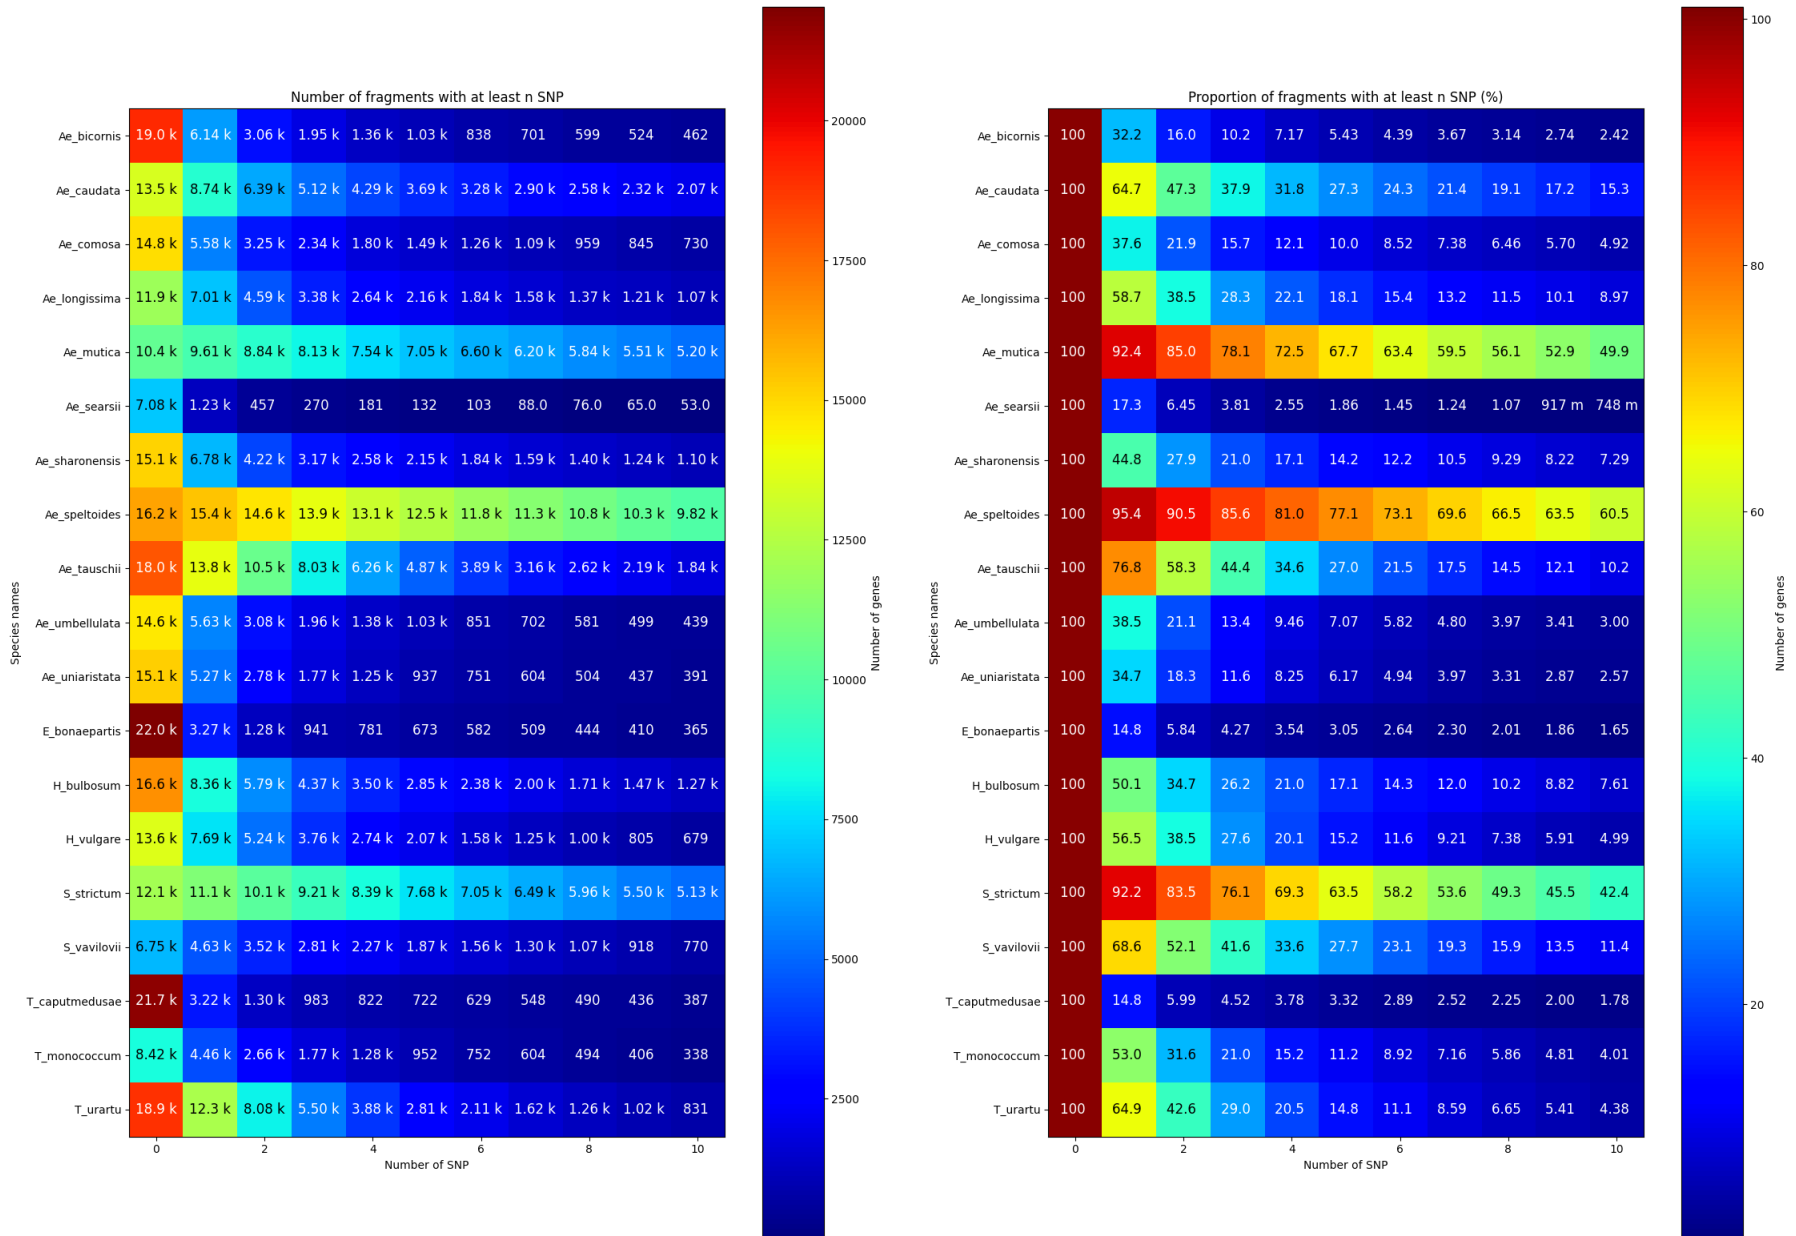 Number of fragments with at least n SNP
Ae_bicornis 19.0 k 6.14 k 3.06 k 1.95 k 1.36 k 1.03 k 838 701 599 524 462
Ae_caudata 13.5 k 8.74 k 6.39 k 5.12 k 4.29 k 3.69 k 3.28 k 2.90 k 2.58 k 2.32 k 2.07 k
Ae_comosa 14.8 k 5.58 k 3.25 k 2.34 k 1.80 k 1.49 k 1.26 k 1.09 k 959 845 730
Ae_longissima 11.9 k 7.01 k 4.59 k 3.38 k 2.64 k 2.16 k 1.84 k 1.58 k 1.37 k 1.21 k 1.07 k
Ae_mutica 10.4 k 9.61 k 8.84 k 8.13 k 7.54 k 7.05 k 6.60 k 6.20 k 5.84 k 5.51 k 5.20 k
Ae_searsii 7.08 k 1.23 k 457 270 181 132 103 88.0 76.0 65.0 53.0
Ae_sharonensis 15.1 k 6.78 k 4.22 k 3.17 k 2.58 k 2.15 k 1.84 k 1.59 k 1.40 k 1.24 k 1.10 k
Ae_speltoides 16.2 k 15.4 k 14.6 k 13.9 k 13.1 k 12.5 k 11.8 k 11.3 k 10.8 k 10.3 k 9.82 k
Ae_tauschii 18.0 k 13.8 k 10.5 k 8.03 k 6.26 k 4.87 k 3.89 k 3.16 k 2.62 k 2.19 k 1.84 k
Ae_umbellulata 14.6 k 5.63 k 3.08 k 1.96 k 1.38 k 1.03 k 851 702 581 499 439
Ae_uniaristata 15.1 k 5.27 k 2.78 k 1.77 k 1.25 k 937 751 604 504 437 391
E_bonaepartis 22.0 k 3.27 k 1.28 k 941 781 673 582 509 444 410 365
H_bulbosum 16.6 k 8.36 k 5.79 k 4.37 k 3.50 k 2.85 k 2.38 k 2.00 k 1.71 k 1.47 k 1.27 k
H_vulgare 13.6 k 7.69 k 5.24 k 3.76 k 2.74 k 2.07 k 1.58 k 1.25 k 1.00 k 805 679
S_strictum 12.1 k 11.1 k 10.1 k 9.21 k 8.39 k 7.68 k 7.05 k 6.49 k 5.96 k 5.50 k 5.13 k
S_vavilovii 6.75 k 4.63 k 3.52 k 2.81 k 2.27 k 1.87 k 1.56 k 1.30 k 1.07 k 918 770
T_caputmedusae 21.7 k 3.22 k 1.30 k 983 822 722 629 548 490 436 387
T_monococcum 8.42 k 4.46 k 2.66 k 1.77 k 1.28 k 952 752 604 494 406 338
T_urartu 18.9 k 12.3 k 8.08 k 5.50 k 3.88 k 2.81 k 2.11 k 1.62 k 1.26 k 1.02 k 831
0 2 4 6 8 10
Number of SNP
Species names
20000
17500
15000
12500
10000
7500
5000
2500
Number of genes
Proportion of fragments with at least n SNP (%)
Ae_bicornis 100 32.2 16.0 10.2 7.17 5.43 4.39 3.67 3.14 2.74 2.42
Ae_caudata 100 64.7 47.3 37.9 31.8 27.3 24.3 21.4 19.1 17.2 15.3
Ae_comosa 100 37.6 21.9 15.7 12.1 10.0 8.52 7.38 6.46 5.70 4.92
Ae_longissima 100 58.7 38.5 28.3 22.1 18.1 15.4 13.2 11.5 10.1 8.97
Ae_mutica 100 92.4 85.0 78.1 72.5 67.7 63.4 59.5 56.1 52.9 49.9
Ae_searsii 100 17.3 6.45 3.81 2.55 1.86 1.45 1.24 1.07 917 m 748 m
Ae_sharonensis 100 44.8 27.9 21.0 17.1 14.2 12.2 10.5 9.29 8.22 7.29
Ae_speltoides 100 95.4 90.5 85.6 81.0 77.1 73.1 69.6 66.5 63.5 60.5
Ae_tauschii 100 76.8 58.3 44.4 34.6 27.0 21.5 17.5 14.5 12.1 10.2
Ae_umbellulata 100 38.5 21.1 13.4 9.46 7.07 5.82 4.80 3.97 3.41 3.00
Ae_uniaristata 100 34.7 18.3 11.6 8.25 6.17 4.94 3.97 3.31 2.87 2.57
E_bonaepartis 100 14.8 5.84 4.27 3.54 3.05 2.64 2.30 2.01 1.86 1.65
H_bulbosum 100 50.1 34.7 26.2 21.0 17.1 14.3 12.0 10.2 8.82 7.61
H_vulgare 100 56.5 38.5 27.6 20.1 15.2 11.6 9.21 7.38 5.91 4.99
S_strictum 100 92.2 83.5 76.1 69.3 63.5 58.2 53.6 49.3 45.5 42.4
S_vavilovii 100 68.6 52.1 41.6 33.6 27.7 23.1 19.3 15.9 13.5 11.4
T_caputmedusae 100 14.8 5.99 4.52 3.78 3.32 2.89 2.52 2.25 2.00 1.78
T_monococcum 100 53.0 31.6 21.0 15.2 11.2 8.92 7.16 5.86 4.81 4.01
T_urartu 100 64.9 42.6 29.0 20.5 14.8 11.1 8.59 6.65 5.41 4.38
0 2 4 6 8 10
Number of SNP
Species names
100
80
60
40
20
Number of genes